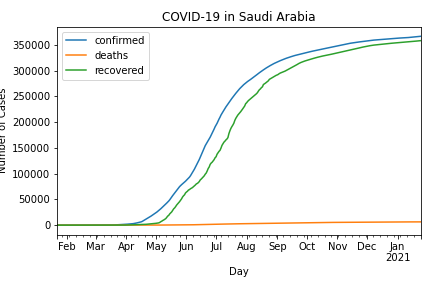 COVID-19 in Saudi Arabia
confirmed
deaths
recovered
350000
300000
250000
200000
150000
100000
50000
0
Number of Cases
Feb Mar Apr May Jun Jul Aug Sep Oct Nov Dec Jan
2021
Day